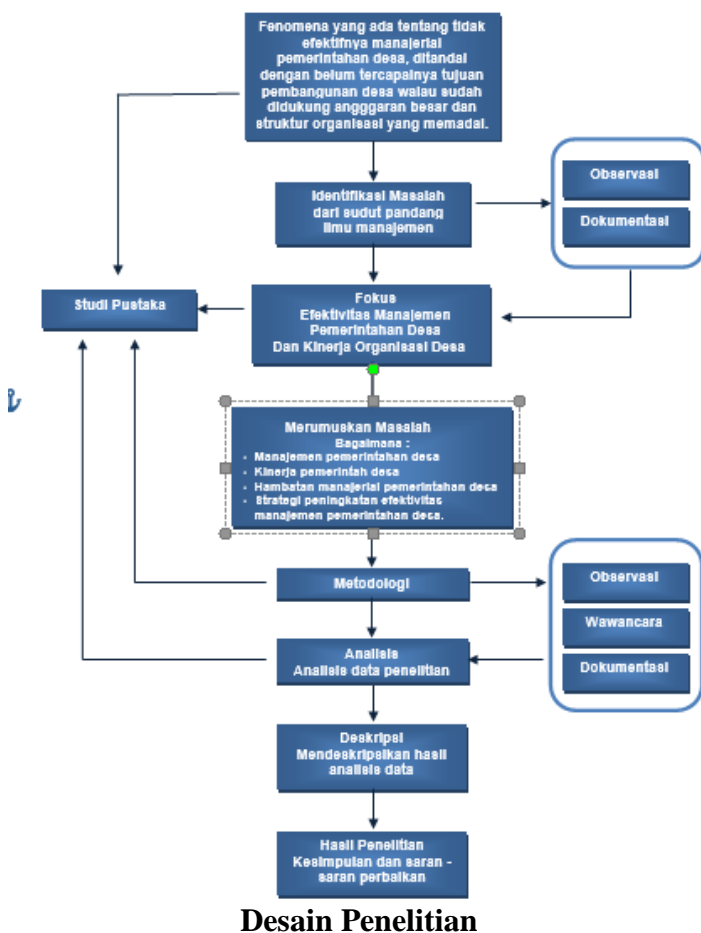 Fenomena yang ada tentang tidak
efektifnya manajerial
pemerintahan desa, ditandai
dengan belum tercapainya tujuan
pembangunan desa walau sudah
didukung angggaran besar dan
struktur organisasi yang memadai.
Identifikasi Masalah
dari sudut pandang
ilmu manajemen
Observasi
Dokumentasi
Studi Pustaka
Fokus
Efektivitas Manajemen
Pemerintahan Desa
Dan Kinerja Organisasi Desa
Merumuskan Masalah
Bagaimana :
- Manajemen pemerintahan desa
- Kinerja pemerintah desa
- Hambatan manajerial pemerintahan desa
- Strategi peningkatan efektivitas
manajemen pemerintahan desa.
Metodologi
Observasi
Wawancara
Dokumentasi
Analisis
Analisis data penelitian
Deskripsi
Mendeskripsikan hasil
analisis data
Hasil Penelitian
Kesimpulan dan saran -
saran perbaikan
Desain Penelitian